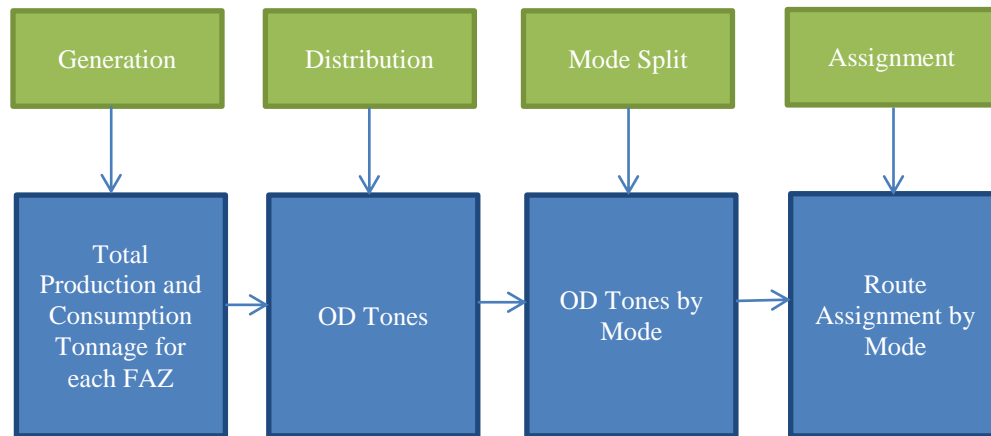 Generation
Distribution
Mode Split
Assignment
Total
Production and
Consumption
Tonnage for
each FAZ
OD Tones
OD Tones by
Mode
Route
Assignment by
Mode